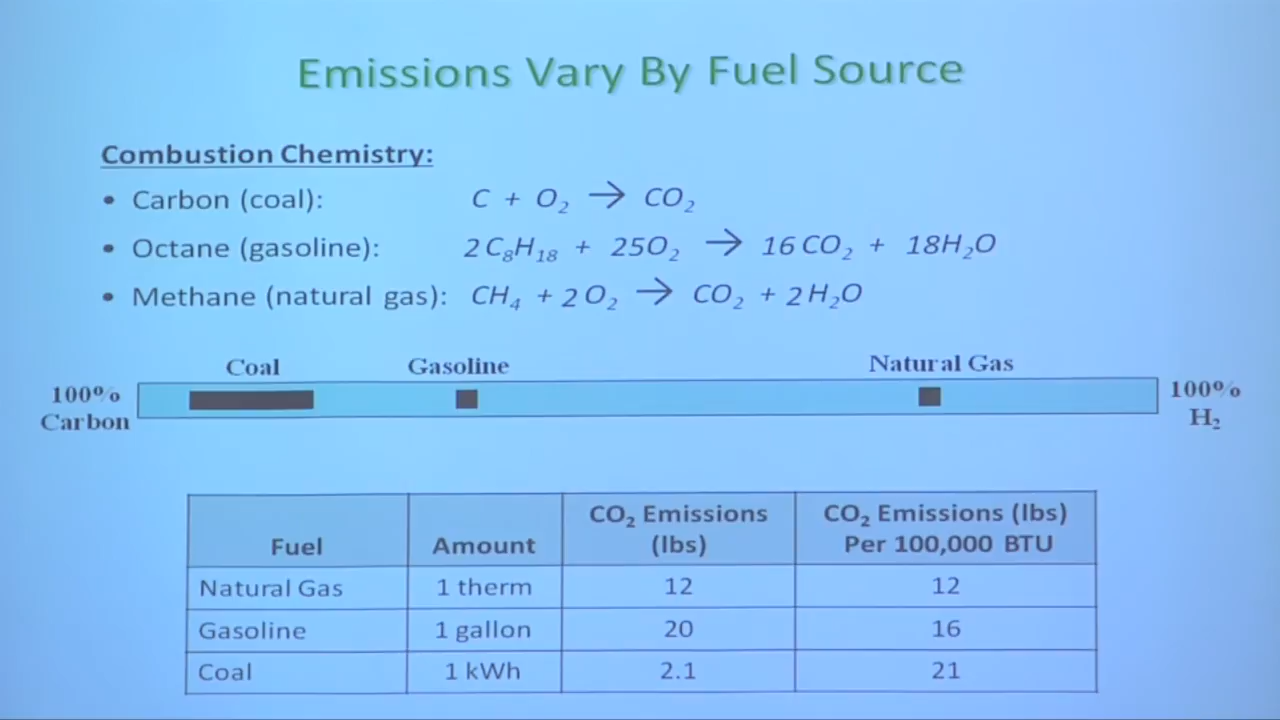 Emissions Vary By Fuel Source
Combustion Chemistry:
• Carbon (coal): C + O₂ → CO₂
• Octane (gasoline): 2 C₈H₁₈ + 25O₂ → 16 CO₂ + 18H₂O
• Methane (natural gas): CH₄ + 2 O₂ → CO₂ + 2 H₂O
Coal Gasoline Natural Gas
100% Carbon
100% H₂
Fuel Amount CO₂ Emissions (lbs) CO₂ Emissions (lbs) Per 100,000 BTU
Natural Gas 1 therm 12 12
Gasoline 1 gallon 20 16
Coal 1 kWh 2.1 21